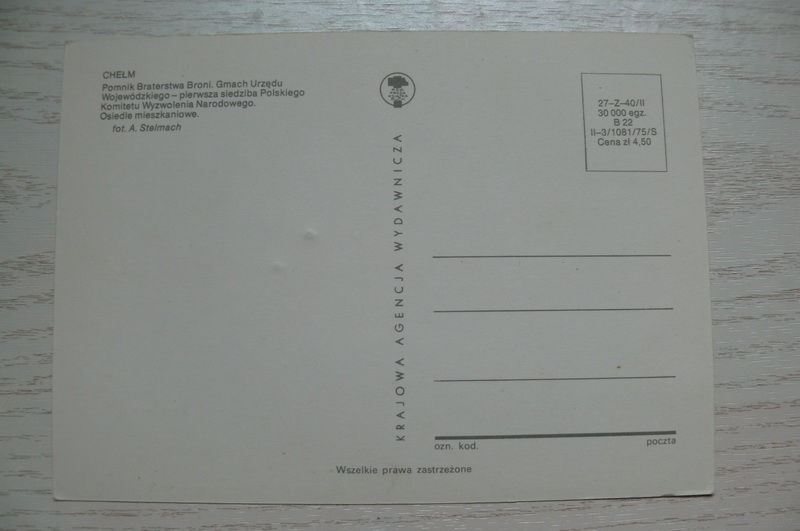 CHEŁM
Pomnik Braterstwa Broni. Gmach Urzędu
Wojewódzkiego – pierwsza siedziba Polskiego
Komitetu Wyzwolenia Narodowego.
Osiedle mieszkaniowe.
fot. A. Stelmach
KRAJOWA AGENCJA WYDAWNICZA
27–Z–40/II
30 000 egz.
B 22
II–3/1081/75/S
Cena zł 4,50
ozn. kod.
poczta
Wszelkie prawa zastrzeżone